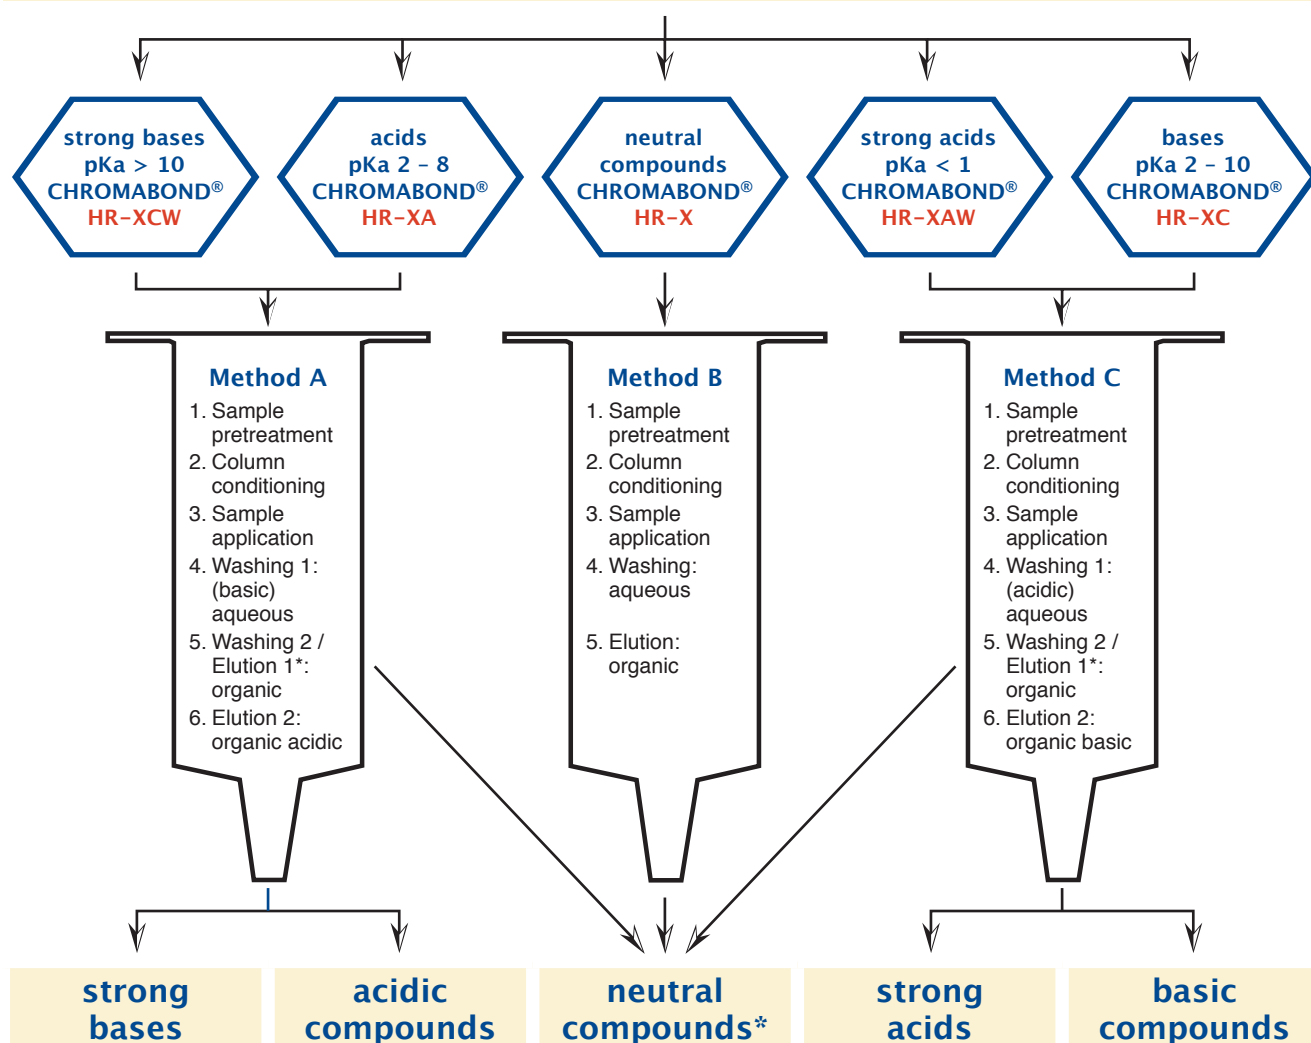 strong bases
pKa > 10
CHROMABOND®
HR-XCW
acids
pKa 2 – 8
CHROMABOND®
HR-XA
neutral
compounds
CHROMABOND®
HR-X
strong acids
pKa < 1
CHROMABOND®
HR-XAW
bases
pKa 2 – 10
CHROMABOND®
HR-XC
Method A
1. Sample
pretreatment
2. Column
conditioning
3. Sample
application
4. Washing 1:
(basic)
aqueous
5. Washing 2 /
Elution 1*:
organic
6. Elution 2:
organic acidic
Method B
1. Sample
pretreatment
2. Column
conditioning
3. Sample
application
4. Washing:
aqueous
5. Elution:
organic
Method C
1. Sample
pretreatment
2. Column
conditioning
3. Sample
application
4. Washing 1:
(acidic)
aqueous
5. Washing 2 /
Elution 1*:
organic
6. Elution 2:
organic basic
strong
bases
acidic
compounds
neutral
compounds*
strong
acids
basic
compounds